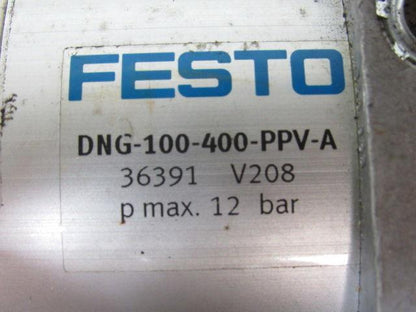 FESTO
DNG-100-400-PPV-A
36391 V208
p max. 12 bar